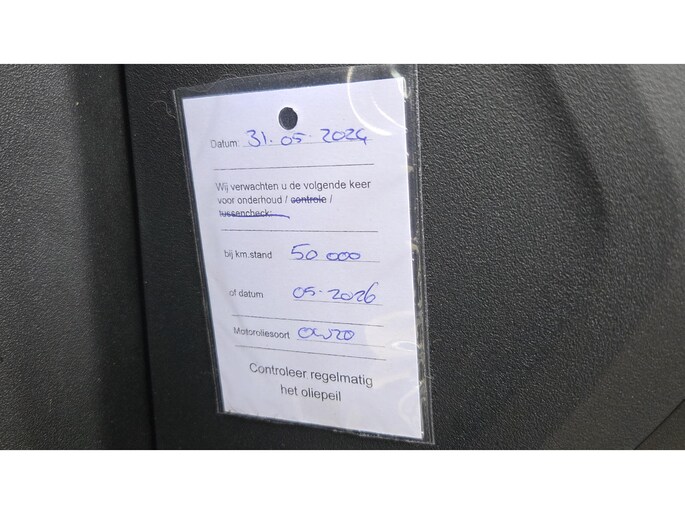 Datum: 31-05-2024
Wij verwachten u de volgende keer
voor onderhoud / controle /
tussencheck:
bij km.stand 50 000
of datum 05-2026
Motoroliesoort 0W20
Controleer regelmatig
het oliepeil